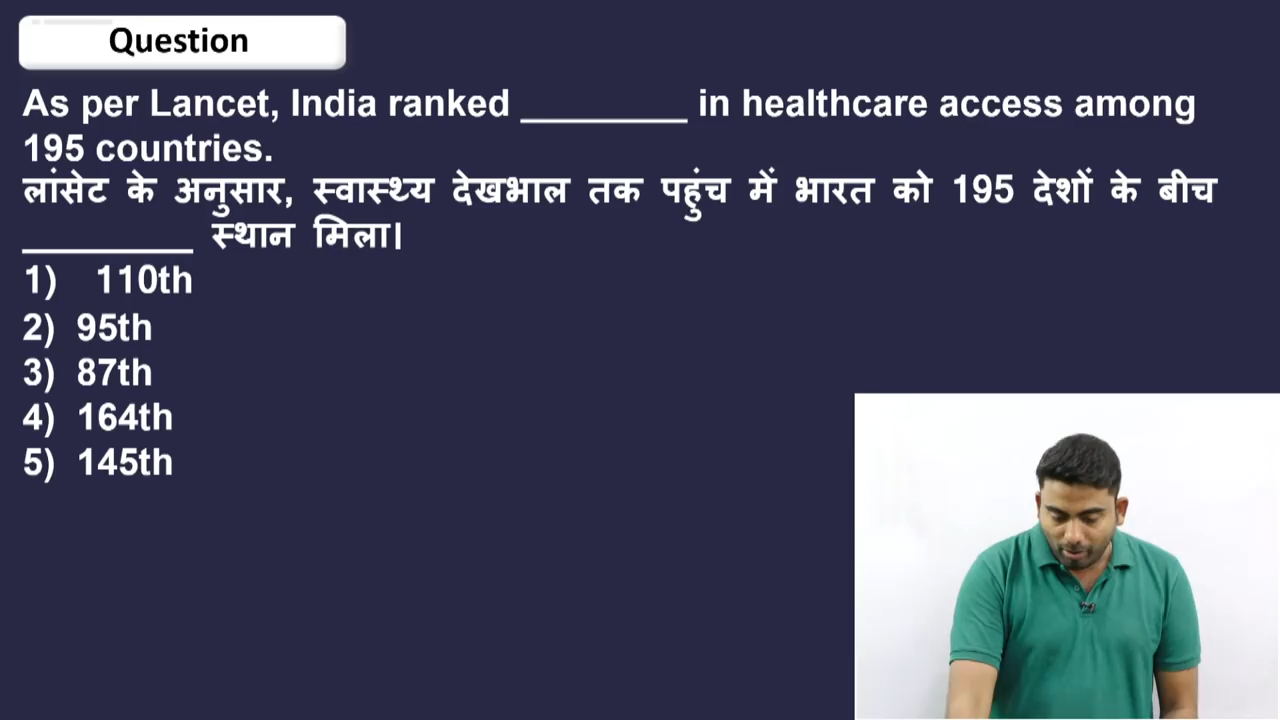 Question
As per Lancet, India ranked ________ in healthcare access among
195 countries.
लांसेट के अनुसार, स्वास्थ्य देखभाल तक पहुंच में भारत को 195 देशों के बीच
________ स्थान मिला।
1) 110th
2) 95th
3) 87th
4) 164th
5) 145th